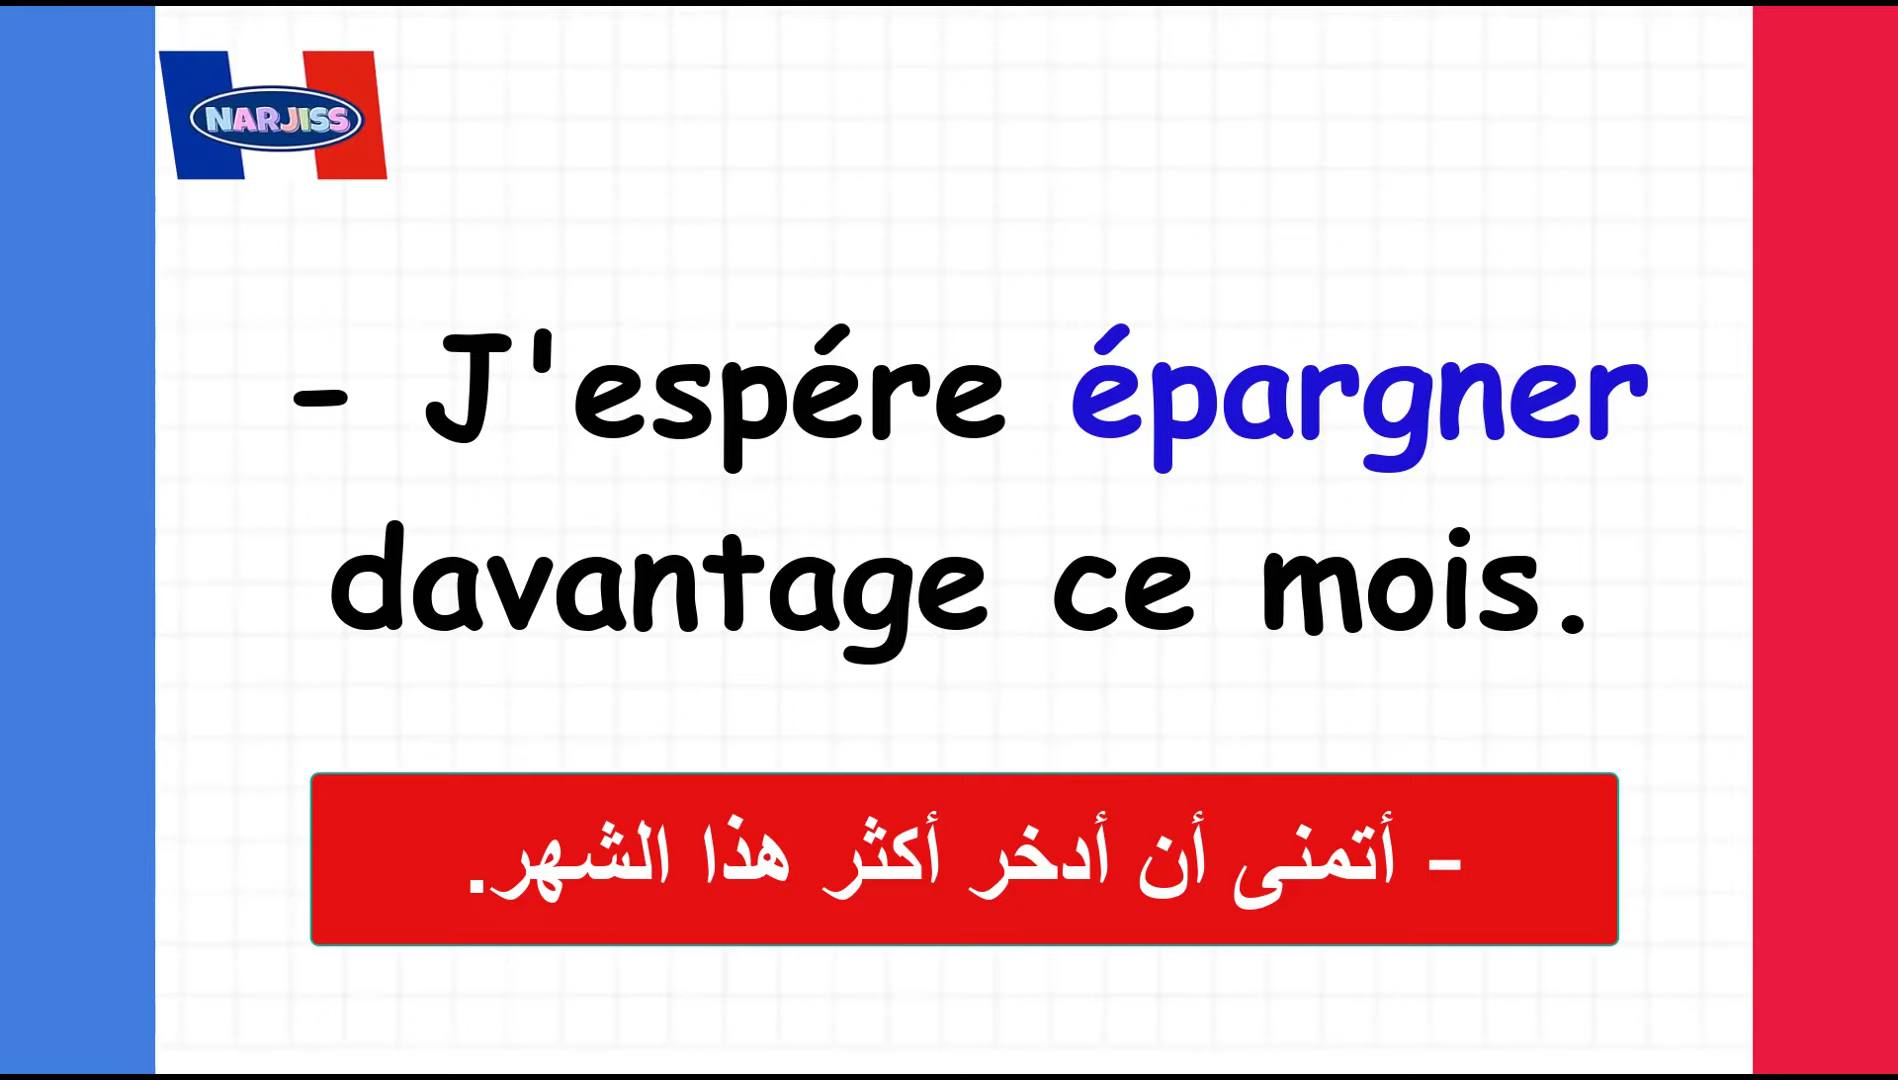 NARJISS
- J'espére épargner
davantage ce mois.
- أتمنى أن أدخر أكثر هذا الشهر.